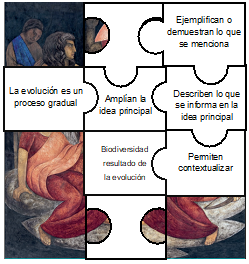 Ejemplifican o
demuestran lo que
se menciona
La evolución es un
proceso gradual
Amplían la
idea principal
Describen lo que
se informa en la
idea principal
Biodiversidad
resultado de
la evolución
Permiten
contextualizar